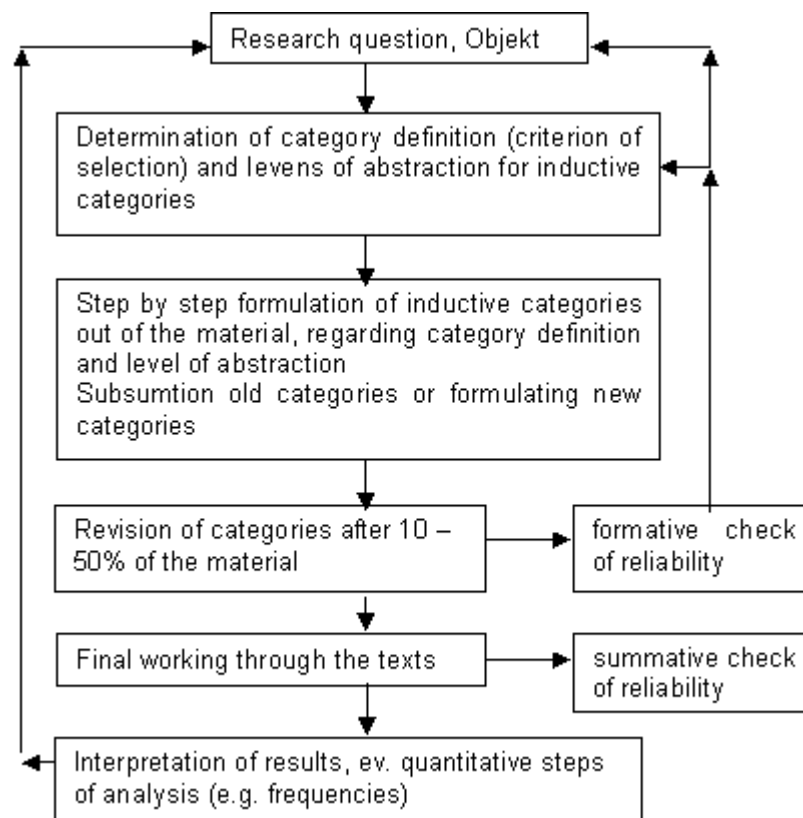 Research question, Objekt
Determination of category definition (criterion of
selection) and levens of abstraction for inductive
categories
Step by step formulation of inductive categories
out of the material, regarding category definition
and level of abstraction
Subsumtion old categories or formulating new
categories
Revision of categories after 10 –
50% of the material
formative check
of reliability
Final working through the texts
summative check
of reliability
Interpretation of results, ev. quantitative steps
of analysis (e.g. frequencies)